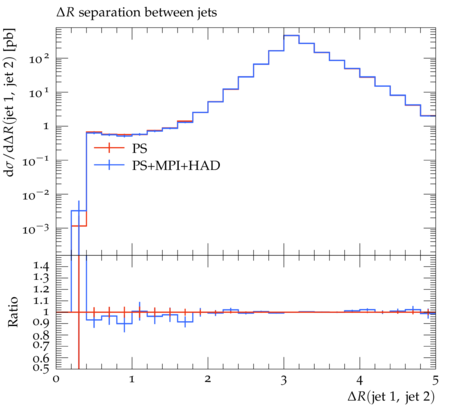 ΔR separation between jets
dσ/dΔR(jet 1, jet 2) [pb]
10²
10¹
1
10⁻¹
10⁻²
10⁻³
PS
PS+MPI+HAD
Ratio
1.4
1.3
1.2
1.1
1
0.9
0.8
0.7
0.6
0.5
0 1 2 3 4 5
ΔR(jet 1, jet 2)